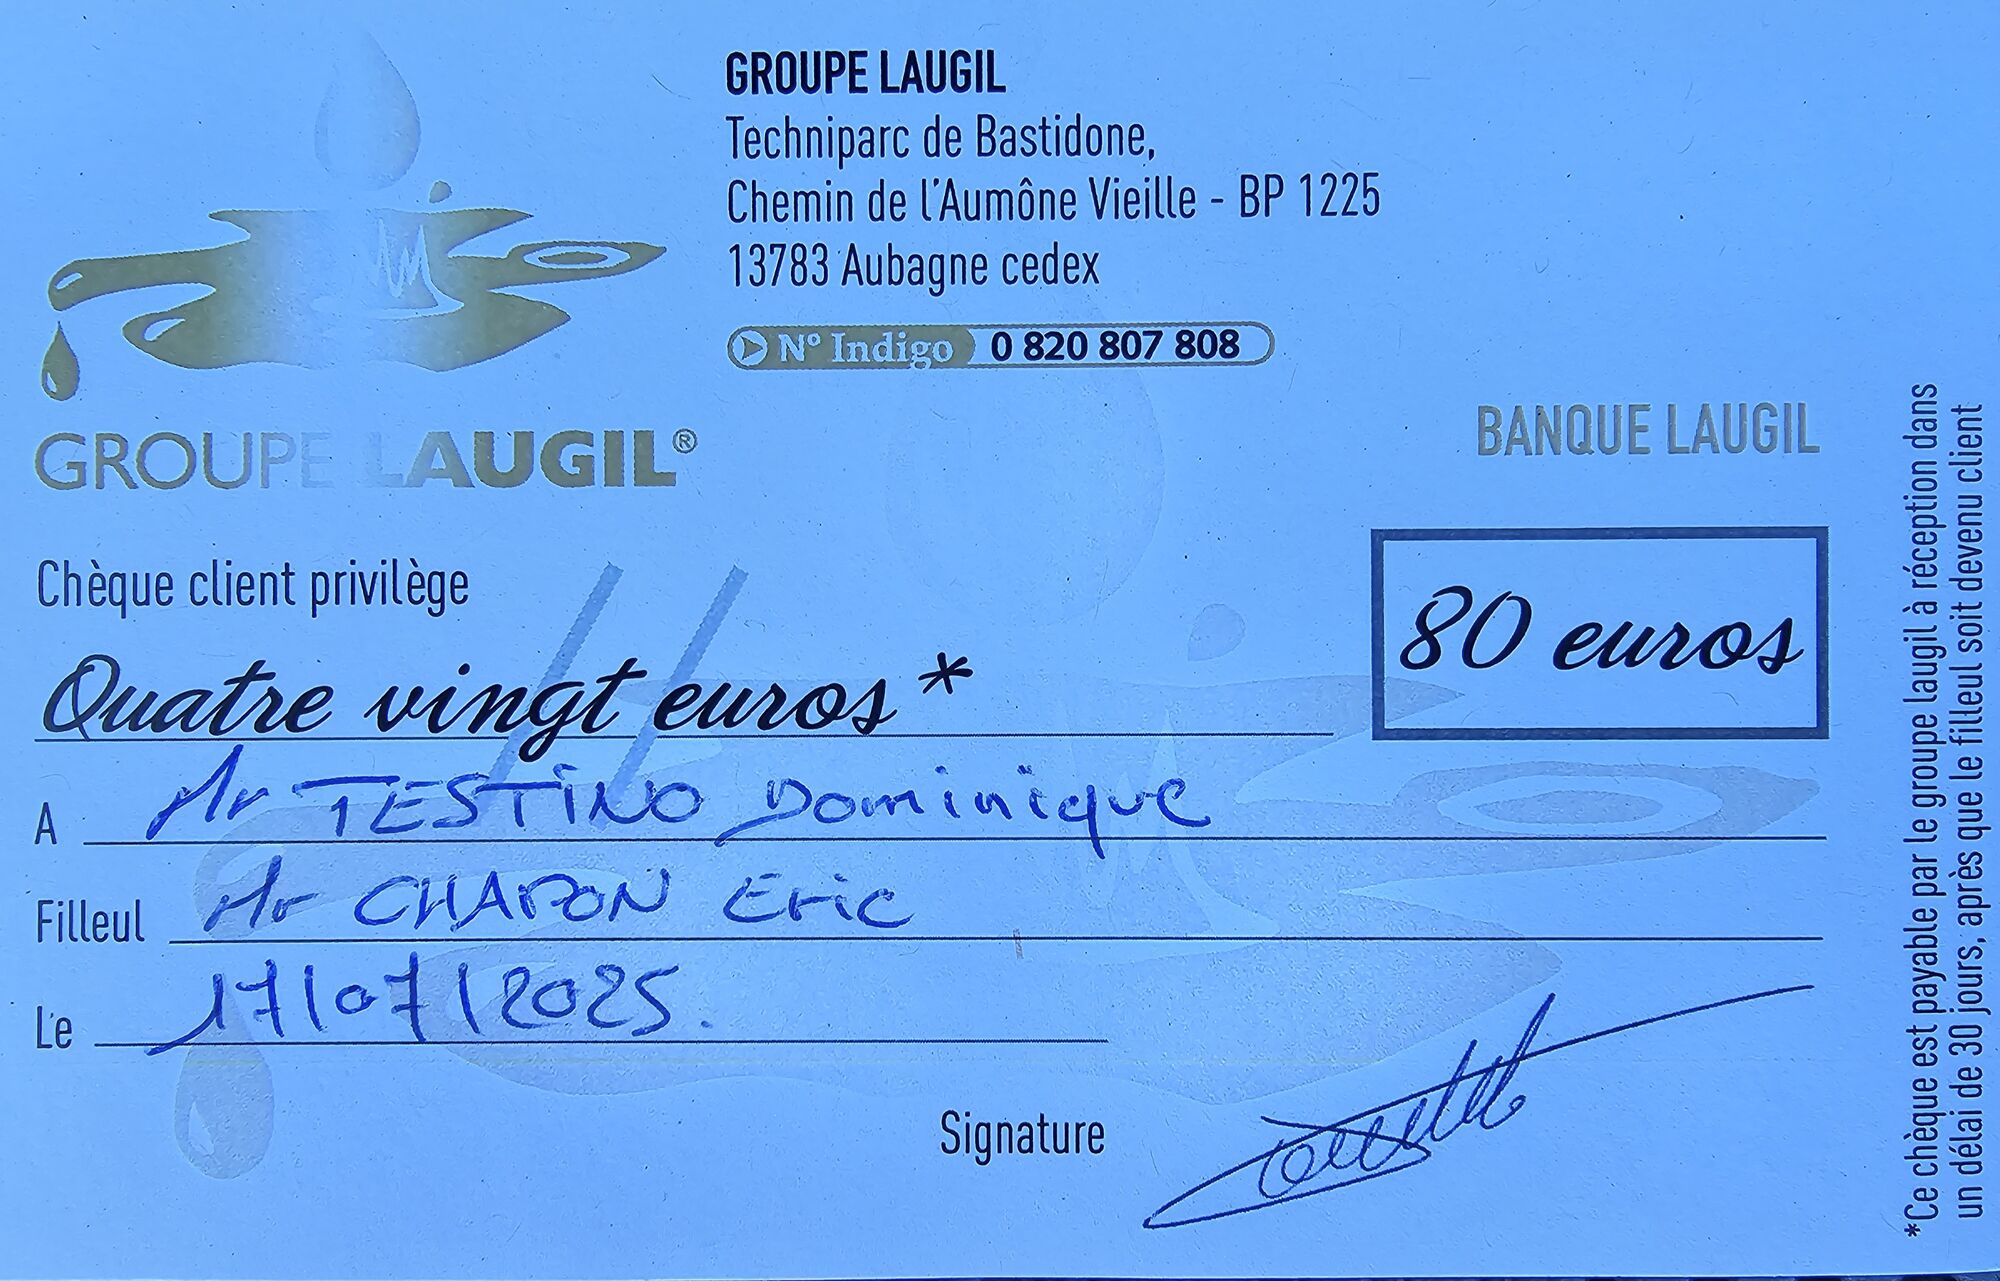 GROUPE LAUGIL
Techniparc de Bastidone,
Chemin de l'Aumône Vieille - BP 1225
13783 Aubagne cedex
N° Indigo 0 820 807 808
GROUPE LAUGIL®
BANQUE LAUGIL
Chèque client privilège
80 euros
Quatre vingt euros *
A Mr TESTINO Dominique
Filleul Mr CHAPON Eric
Le 17/07/2025.
Signature
*Ce chèque est payable par le groupe laugil à réception dans
un délai de 30 jours, après que le filleul soit devenu client